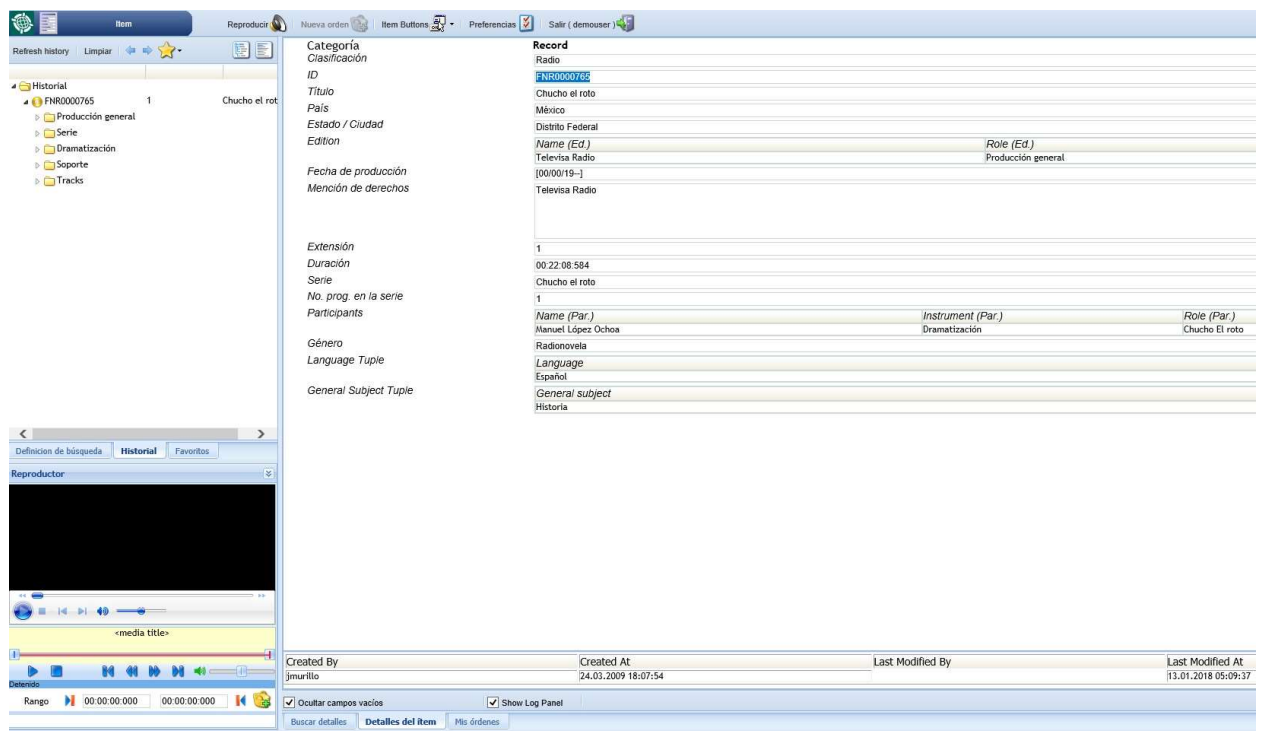 Item Reproducir Nueva orden Item Buttons Preferencias Salir ( demouser )
Refresh history Limpiar
Historial
FNR0000765 1 Chucho el rot
Producción general
Serie
Dramatización
Soporte
Tracks
Definicion de búsqueda Historial Favoritos
Reproductor
<media title>
Detenido
Rango 00:00:00:000 00:00:00:000
Categoría Record
Clasificación Radio
ID FNR0000765
Título Chucho el roto
País México
Estado / Ciudad Distrito Federal
Edition Name (Ed.) Role (Ed.)
Televisa Radio Producción general
Fecha de producción [00/00/19--]
Mención de derechos Televisa Radio
Extensión 1
Duración 00:22:08:584
Serie Chucho el roto
No. prog. en la serie 1
Participants Name (Par.) Instrument (Par.) Role (Par.)
Manuel López Ochoa Dramatización Chucho El roto
Género Radionovela
Language Tuple Language
Español
General Subject Tuple General subject
Historia
Created By Created At Last Modified By Last Modified At
jmurillo 24.03.2009 18:07:54 13.01.2018 05:09:37
Ocultar campos vacíos Show Log Panel
Buscar detalles Detalles del ítem Mis órdenes